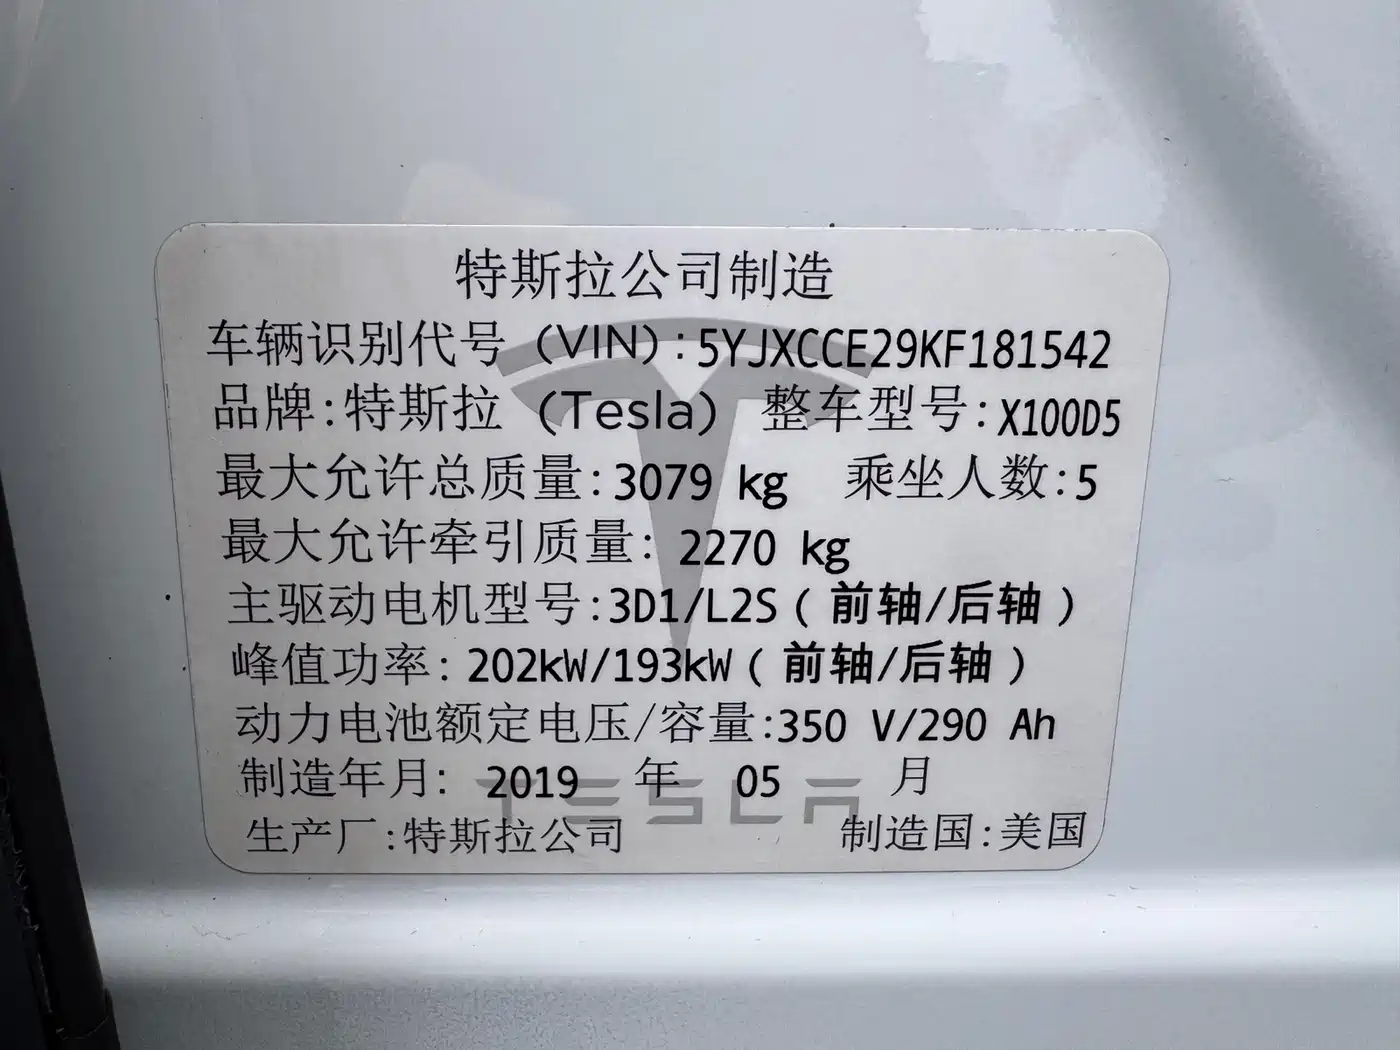 特斯拉公司制造
车辆识别代号 (VIN):5YJXCCE29KF181542
品牌:特斯拉 (Tesla) 整车型号:X100D5
最大允许总质量:3079 kg 乘坐人数:5
最大允许牵引质量: 2270 kg
主驱动电机型号:3D1/L2S(前轴/后轴)
峰值功率: 202kW/193kW(前轴/后轴)
动力电池额定电压/容量:350 V/290 Ah
制造年月: 2019 年 05 月
TESLA
生产厂:特斯拉公司 制造国:美国